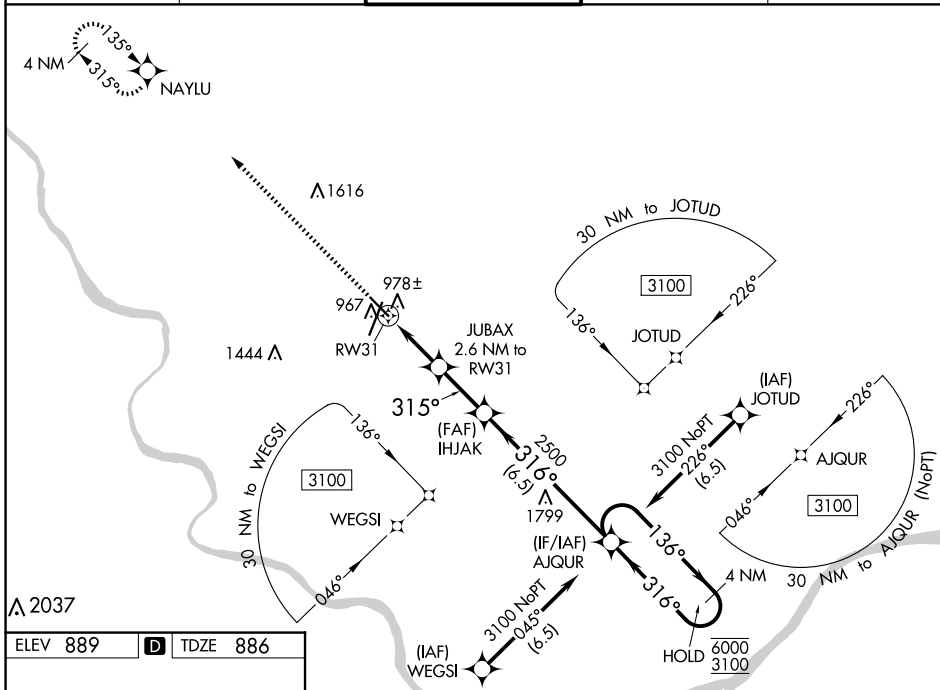 135°
4 NM
315°
NAYLU
1616
30 NM to JOTUD
3100
226°
136°
JOTUD
978±
967
RW31
JUBAX
2.6 NM to
RW31
1444
315°
(FAF)
IHJAK
2500
316°
(6.5)
1799
(IAF)
JOTUD
3100 NoPT
226°
(6.5)
226°
AJQUR
046°
3100
30 NM to AJQUR (NoPT)
30 NM to WEGSI
136°
3100
WEGSI
046°
(IF/IAF)
AJQUR
136°
316°
4 NM
HOLD
6000
3100
3100 NoPT
045°
(6.5)
(IAF)
WEGSI
2037
ELEV 889 D TDZE 886